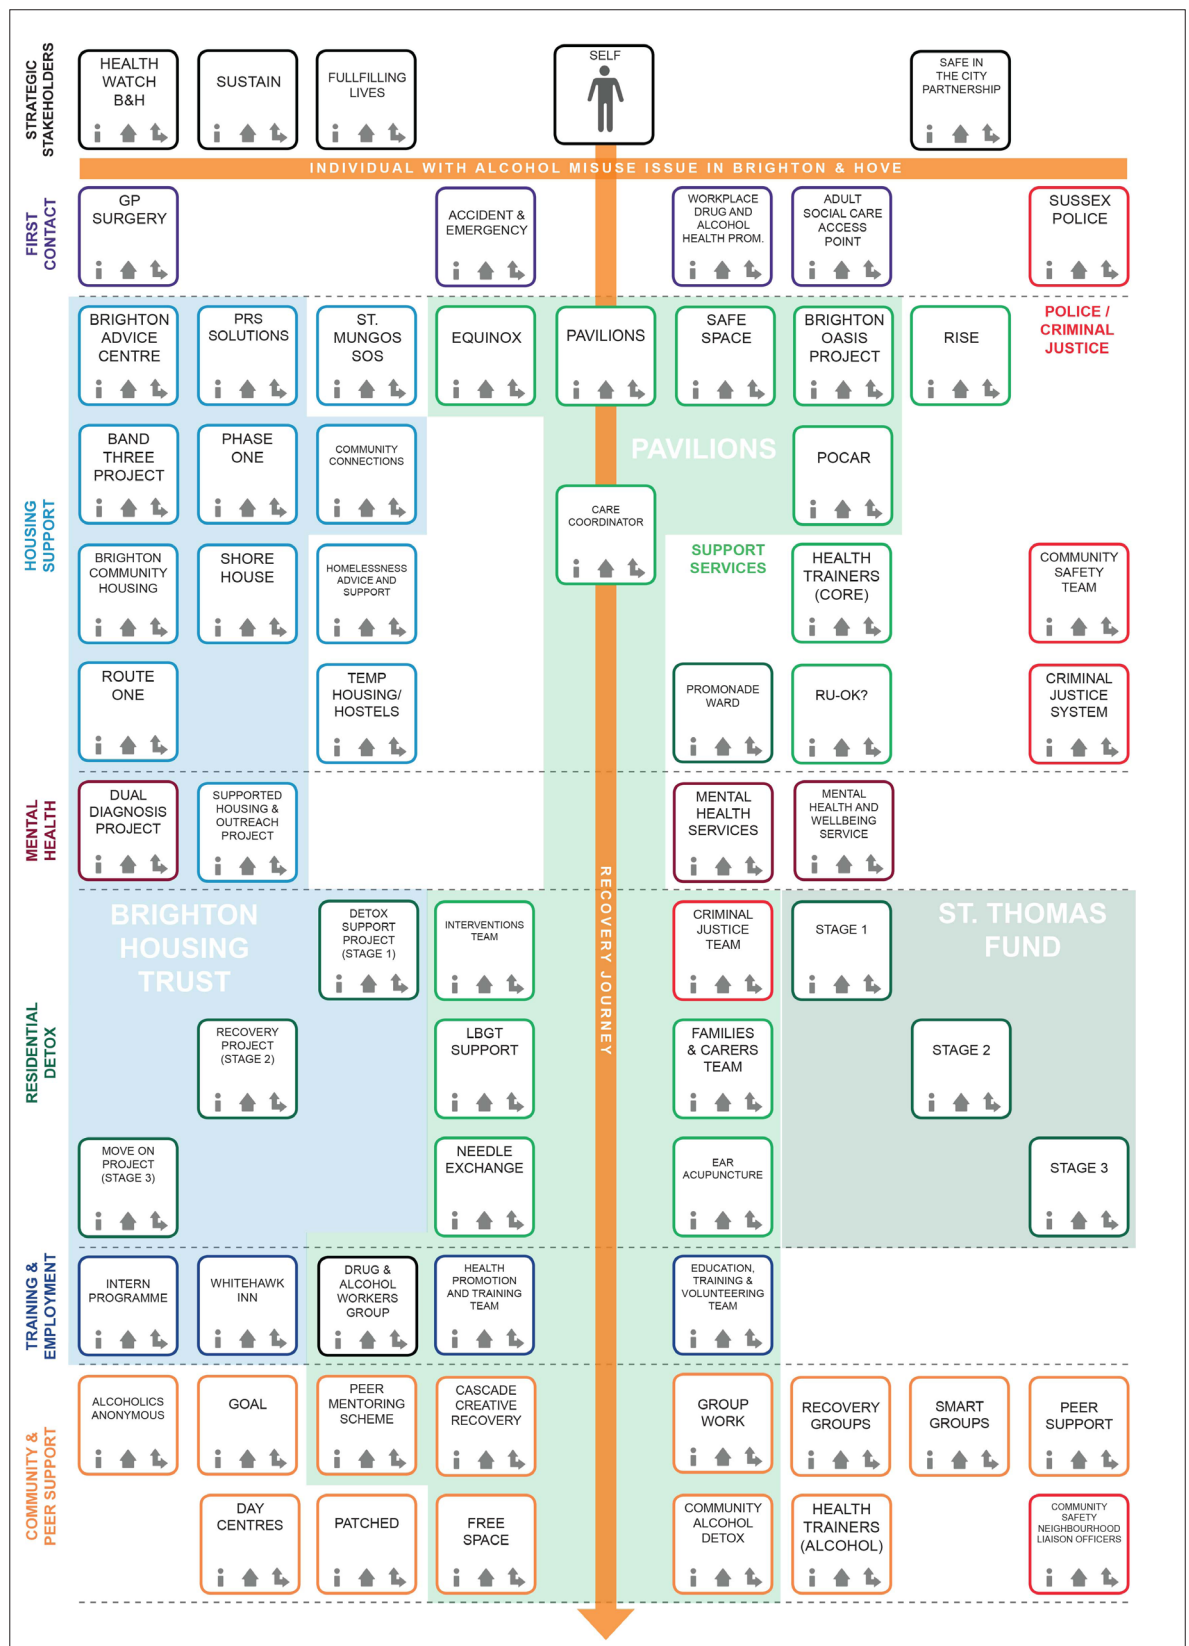 STRATEGIC
STAKEHOLDERS
HEALTH
WATCH
B&H
SUSTAIN
FULLFILLING
LIVES
SELF
SAFE IN
THE CITY
PARTNERSHIP
INDIVIDUAL WITH ALCOHOL MISUSE ISSUE IN BRIGHTON & HOVE
FIRST
CONTACT
GP
SURGERY
ACCIDENT &
EMERGENCY
WORKPLACE
DRUG AND
ALCOHOL
HEALTH PROM.
ADULT
SOCIAL CARE
ACCESS
POINT
SUSSEX
POLICE
HOUSING
SUPPORT
BRIGHTON
ADVICE
CENTRE
PRS
SOLUTIONS
ST.
MUNGOS
SOS
EQUINOX
PAVILIONS
SAFE
SPACE
BRIGHTON
OASIS
PROJECT
RISE
POLICE /
CRIMINAL
JUSTICE
BAND
THREE
PROJECT
PHASE
ONE
COMMUNITY
CONNECTIONS
PAVILIONS
POCAR
CARE
COORDINATOR
BRIGHTON
COMMUNITY
HOUSING
SHORE
HOUSE
HOMELESSNESS
ADVICE AND
SUPPORT
SUPPORT
SERVICES
HEALTH
TRAINERS
(CORE)
COMMUNITY
SAFETY
TEAM
ROUTE
ONE
TEMP
HOUSING/
HOSTELS
PROMONADE
WARD
RU-OK?
CRIMINAL
JUSTICE
SYSTEM
MENTAL
HEALTH
DUAL
DIAGNOSIS
PROJECT
SUPPORTED
HOUSING &
OUTREACH
PROJECT
MENTAL
HEALTH
SERVICES
MENTAL
HEALTH AND
WELLBEING
SERVICE
RECOVERY JOURNEY
RESIDENTIAL
DETOX
BRIGHTON
HOUSING
TRUST
DETOX
SUPPORT
PROJECT
(STAGE 1)
INTERVENTIONS
TEAM
CRIMINAL
JUSTICE
TEAM
STAGE 1
ST. THOMAS
FUND
RECOVERY
PROJECT
(STAGE 2)
LBGT
SUPPORT
FAMILIES
& CARERS
TEAM
STAGE 2
MOVE ON
PROJECT
(STAGE 3)
NEEDLE
EXCHANGE
EAR
ACUPUNCTURE
STAGE 3
TRAINING &
EMPLOYMENT
INTERN
PROGRAMME
WHITEHAWK
INN
DRUG &
ALCOHOL
WORKERS
GROUP
HEALTH
PROMOTION
AND TRAINING
TEAM
EDUCATION,
TRAINING &
VOLUNTEERING
TEAM
COMMUNITY &
PEER SUPPORT
ALCOHOLICS
ANONYMOUS
GOAL
PEER
MENTORING
SCHEME
CASCADE
CREATIVE
RECOVERY
GROUP
WORK
RECOVERY
GROUPS
SMART
GROUPS
PEER
SUPPORT
DAY
CENTRES
PATCHED
FREE
SPACE
COMMUNITY
ALCOHOL
DETOX
HEALTH
TRAINERS
(ALCOHOL)
COMMUNITY
SAFETY
NEIGHBOURHOOD
LIAISON OFFICERS